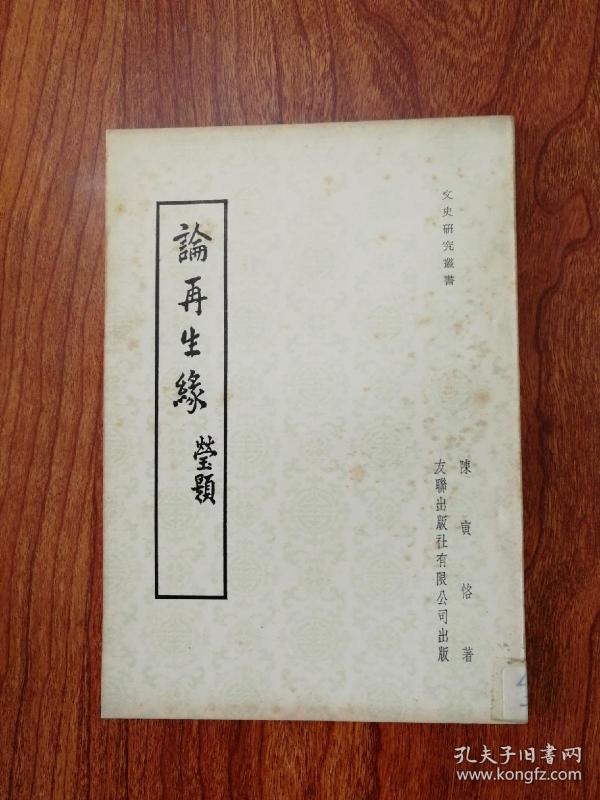 文史研究叢書
陳寅恪著
友聯出版社有限公司出版
論再生緣
瑩題
孔夫子旧书网
www.kongfz.com